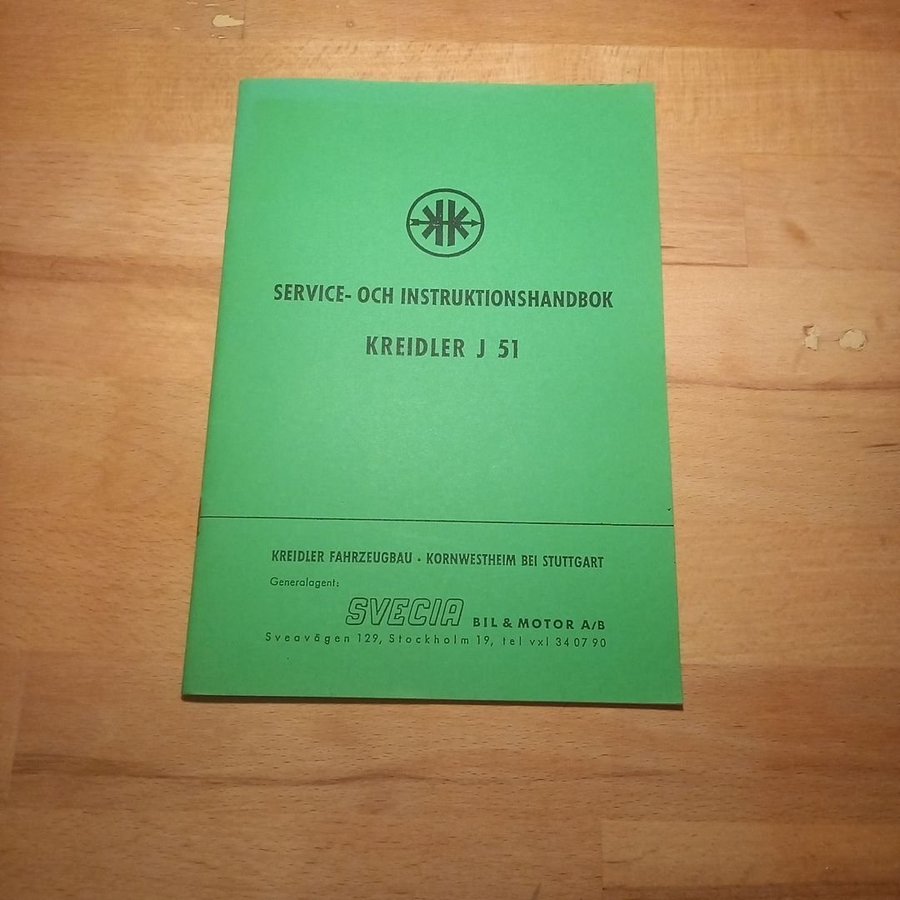 SERVICE- OCH INSTRUKTIONSHANDBOK
KREIDLER J 51
KREIDLER FAHRZEUGBAU · KORNWESTHEIM BEI STUTTGART
Generalagent:
SVECIA BIL & MOTOR A/B
Sveavägen 129, Stockholm 19, tel vxl 34 07 90